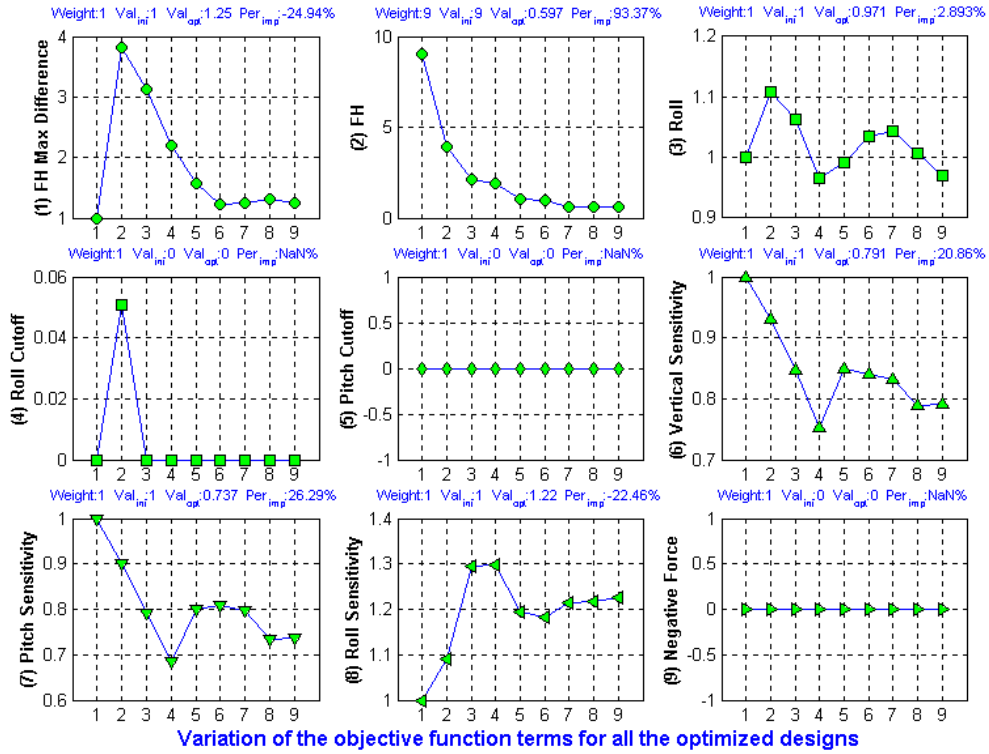 Weight:1 Val_ini:1 Val_opt:1.25 Per_imp:-24.94%
Weight:9 Val_ini:9 Val_opt:0.597 Per_imp:93.37%
Weight:1 Val_ini:1 Val_opt:0.971 Per_imp:2.893%
(1) FH Max Difference
4
3
2
1
1 2 3 4 5 6 7 8 9
(2) FH
10
5
0
1 2 3 4 5 6 7 8 9
(3) Roll
1.2
1.1
1
0.9
1 2 3 4 5 6 7 8 9
Weight:1 Val_ini:0 Val_opt:0 Per_imp:NaN%
Weight:1 Val_ini:0 Val_opt:0 Per_imp:NaN%
Weight:1 Val_ini:1 Val_opt:0.791 Per_imp:20.86%
(4) Roll Cutoff
0.06
0.04
0.02
0
1 2 3 4 5 6 7 8 9
(5) Pitch Cutoff
1
0.5
0
-0.5
-1
1 2 3 4 5 6 7 8 9
(6) Vertical Sensitivity
1
0.9
0.8
0.7
1 2 3 4 5 6 7 8 9
Weight:1 Val_ini:1 Val_opt:0.737 Per_imp:26.29%
Weight:1 Val_ini:1 Val_opt:1.22 Per_imp:-22.46%
Weight:1 Val_ini:0 Val_opt:0 Per_imp:NaN%
(7) Pitch Sensitivity
1
0.9
0.8
0.7
0.6
1 2 3 4 5 6 7 8 9
(8) Roll Sensitivity
1.4
1.3
1.2
1.1
1
1 2 3 4 5 6 7 8 9
(9) Negative Force
1
0.5
0
-0.5
-1
1 2 3 4 5 6 7 8 9
Variation of the objective function terms for all the optimized designs